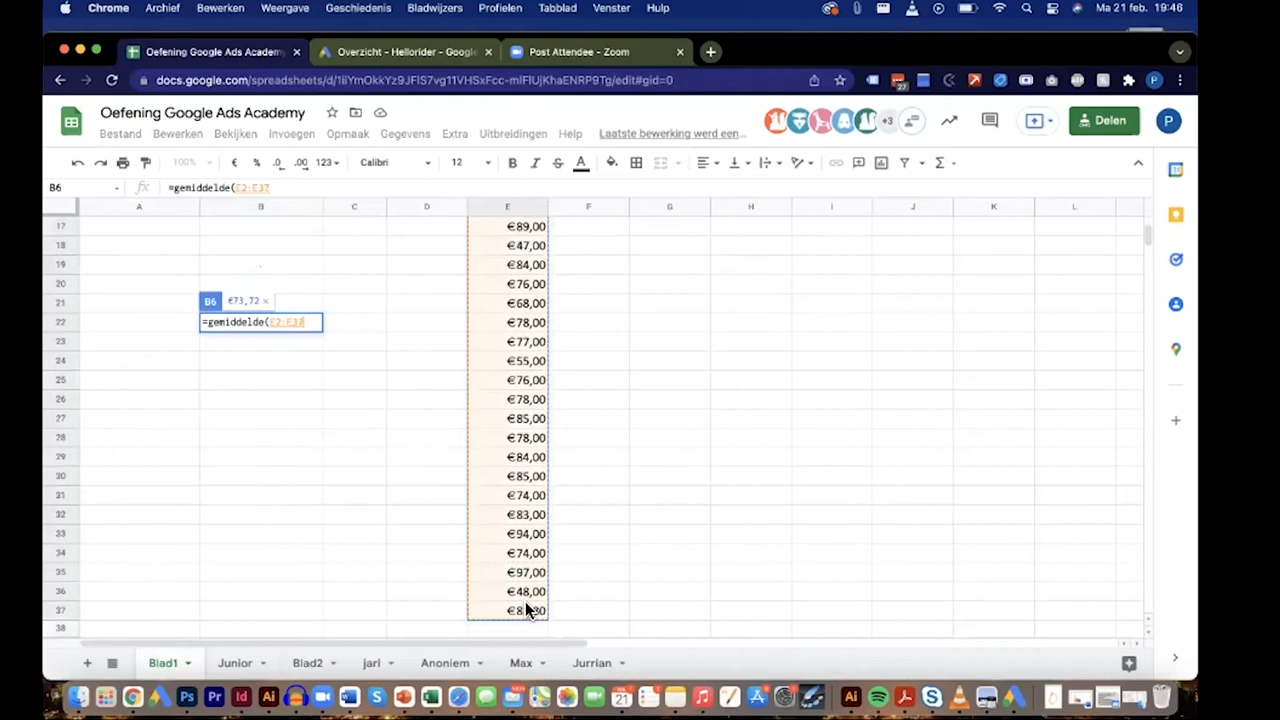 Chrome Archief Bewerken Weergave Geschiedenis Bladwijzers Profielen Tabblad Venster Help Ma 21 feb. 19:46
Oefening Google Ads Academy Overzicht - Hellorider - Google Post Attendee - Zoom
docs.google.com/spreadsheets/d/1iiYmOkkYz9JFIS7vg11VHSxFcc-mlFlUjKhaENRP9Tg/edit#gid=0
Oefening Google Ads Academy
+3 Delen P
Bestand Bewerken Bekijken Invoegen Opmaak Gegevens Extra Uitbreidingen Help Laatste bewerking werd een...
100% € % .0 .00 123 Calibri 12 B I S A
B6 fx =gemiddelde(E2:E37
A B C D E F G H I J K L
17 €89,00
18 €47,00
19 €84,00
20 €76,00
21 B6 €73,72 × €68,00
22 =gemiddelde(E2:E37 €78,00
23 €77,00
24 €55,00
25 €76,00
26 €78,00
27 €85,00
28 €78,00
29 €84,00
30 €85,00
31 €74,00
32 €83,00
33 €94,00
34 €74,00
35 €97,00
36 €48,00
37
38
Blad1 Junior Blad2 jari Anoniem Max Jurrian